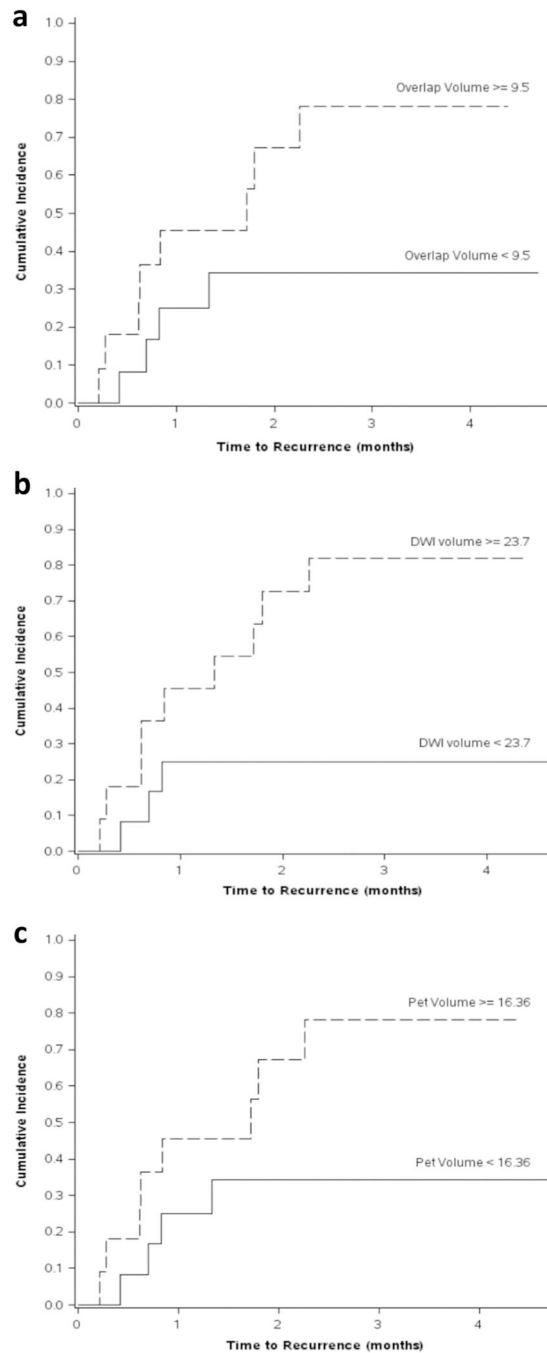 a
1.0
0.9
0.8
0.7
0.6
0.5
0.4
0.3
0.2
0.1
0.0
Cumulative Incidence
Overlap Volume >= 9.5
Overlap Volume < 9.5
0 1 2 3 4
Time to Recurrence (months)
b
1.0
0.9
0.8
0.7
0.6
0.5
0.4
0.3
0.2
0.1
0.0
Cumulative Incidence
DWI volume >= 23.7
DWI volume < 23.7
0 1 2 3 4
Time to Recurrence (months)
c
1.0
0.9
0.8
0.7
0.6
0.5
0.4
0.3
0.2
0.1
0.0
Cumulative Incidence
Pet Volume >= 16.36
Pet Volume < 16.36
0 1 2 3 4
Time to Recurrence (months)